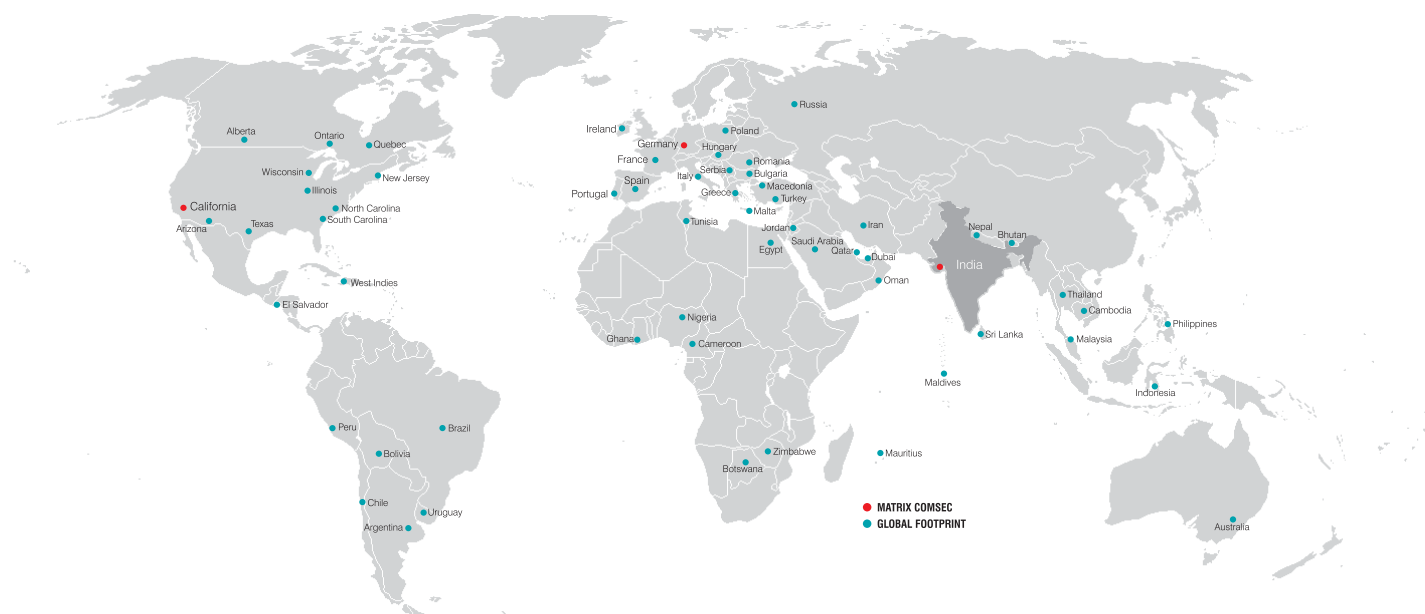 Russia
Ireland
Poland
Alberta
Ontario
Quebec
Germany
Hungary
France
Romania
Wisconsin
Serbia
Bulgaria
Italy
New Jersey
Spain
Macedonia
Illinois
Portugal
Greece
Turkey
California
North Carolina
Malta
South Carolina
Tunisia
Texas
Arizona
Jordan
Iran
Nepal
Bhutan
Saudi Arabia
Egypt
Qatar
Dubai
India
Oman
West Indies
Thailand
El Salvador
Cambodia
Nigeria
Philippines
Sri Lanka
Ghana
Cameroon
Malaysia
Maldives
Indonesia
Peru
Brazil
Bolivia
Zimbabwe
Mauritius
Botswana
Chile
Uruguay
MATRIX COMSEC
GLOBAL FOOTPRINT
Argentina
Australia